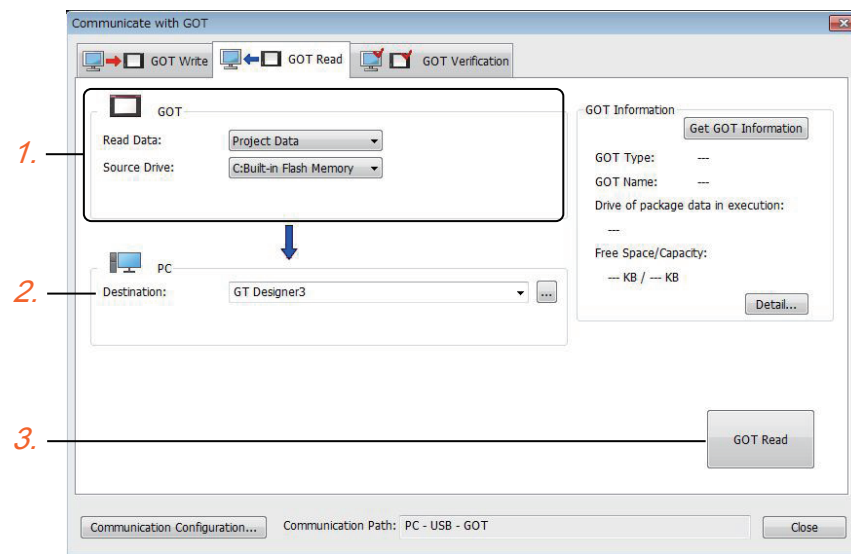 Communicate with GOT
GOT Write
GOT Read
GOT Verification
1.
GOT
Read Data:
Project Data
Source Drive:
C:Built-in Flash Memory
GOT Information
Get GOT Information
GOT Type: ---
GOT Name: ---
Drive of package data in execution:
---
Free Space/Capacity:
--- KB / --- KB
Detail...
2.
PC
Destination:
GT Designer3
...
3.
GOT Read
Communication Configuration...
Communication Path:
PC - USB - GOT
Close